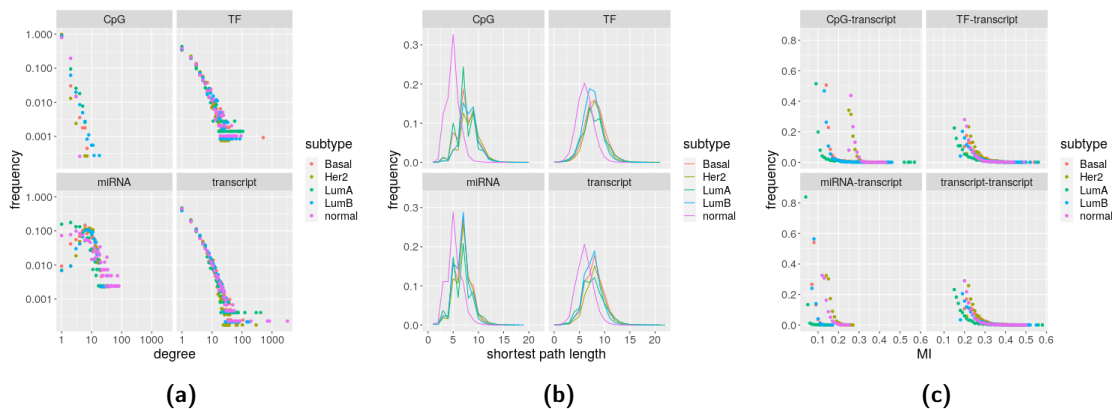 CpG
TF
1.000
0.100
0.010
0.001
miRNA
transcript
1.000
0.100
0.010
0.001
1
10
100
1000
1
10
100
1000
frequency
degree
subtype
Basal
Her2
LumA
LumB
normal
(a)
CpG
TF
0.3
0.2
0.1
0.0
miRNA
transcript
0.3
0.2
0.1
0.0
0
5
10
15
20
0
5
10
15
20
frequency
shortest path length
subtype
Basal
Her2
LumA
LumB
normal
(b)
CpG-transcript
TF-transcript
0.8
0.6
0.4
0.2
0.0
miRNA-transcript
transcript-transcript
0.8
0.6
0.4
0.2
0.0
0.1
0.2
0.3
0.4
0.5
0.6
0.1
0.2
0.3
0.4
0.5
0.6
frequency
MI
subtype
Basal
Her2
LumA
LumB
normal
(c)